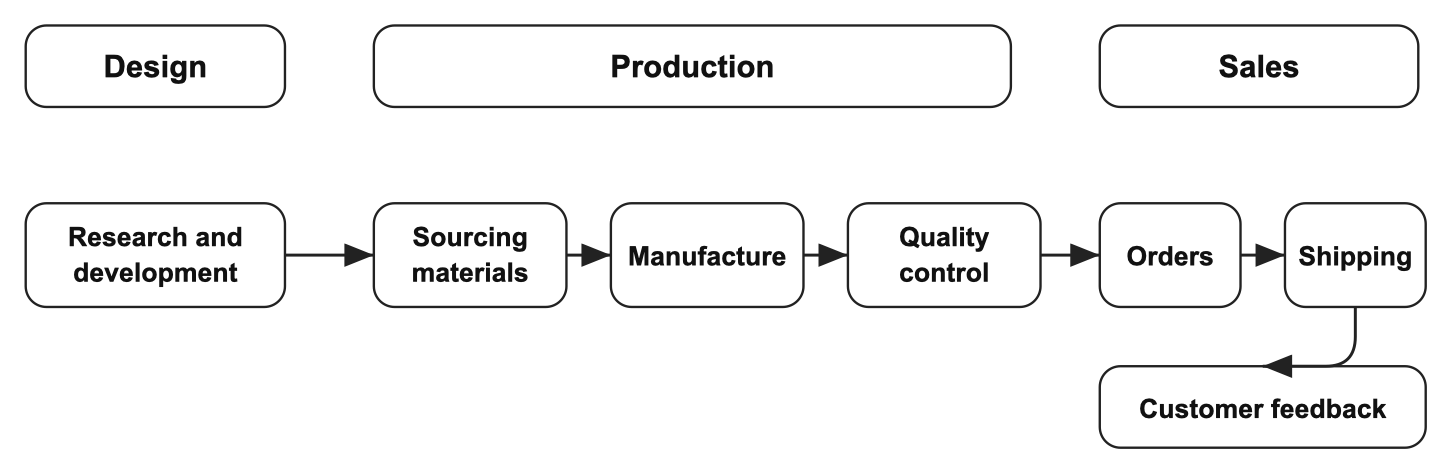 Design
Production
Sales
Research and
development
Sourcing
materials
Manufacture
Quality
control
Orders
Shipping
Customer feedback